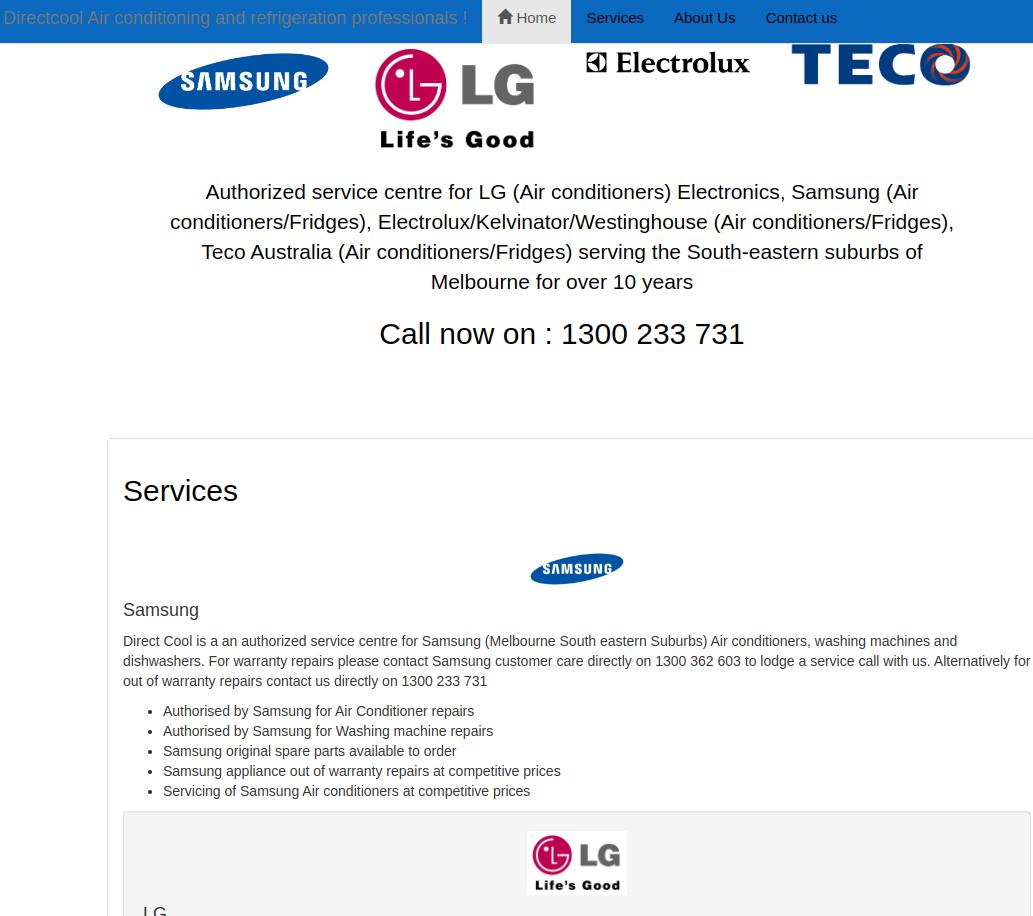 Directcool Air conditioning and refrigeration professionals !
Home
Services
About Us
Contact us
SAMSUNG
LG
Life's Good
Electrolux
TECO
Authorized service centre for LG (Air conditioners) Electronics, Samsung (Air
conditioners/Fridges), Electrolux/Kelvinator/Westinghouse (Air conditioners/Fridges),
Teco Australia (Air conditioners/Fridges) serving the South-eastern suburbs of
Melbourne for over 10 years
Call now on : 1300 233 731
Services
SAMSUNG
Samsung
Direct Cool is a an authorized service centre for Samsung (Melbourne South eastern Suburbs) Air conditioners, washing machines and
dishwashers. For warranty repairs please contact Samsung customer care directly on 1300 362 603 to lodge a service call with us. Alternatively for
out of warranty repairs contact us directly on 1300 233 731
Authorised by Samsung for Air Conditioner repairs
Authorised by Samsung for Washing machine repairs
Samsung original spare parts available to order
Samsung appliance out of warranty repairs at competitive prices
Servicing of Samsung Air conditioners at competitive prices
LG
Life's Good
LG